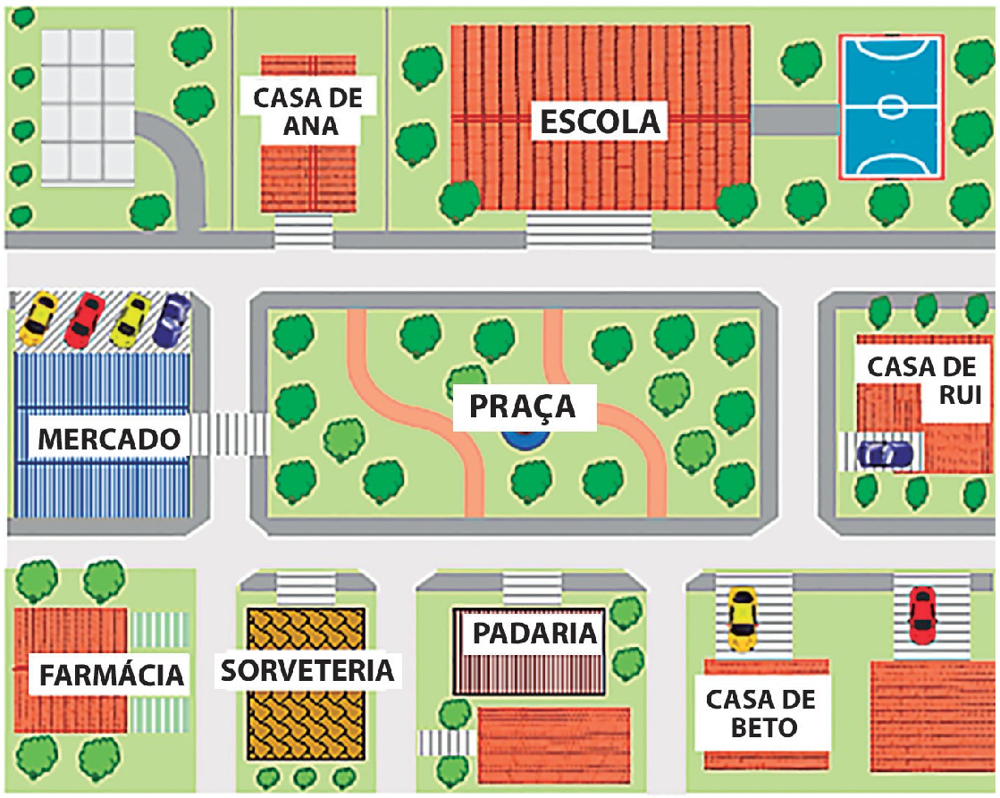 CASA DE
ANA
ESCOLA
MERCADO
PRAÇA
CASA DE
RUI
FARMÁCIA
SORVETERIA
PADARIA
CASA DE
BETO